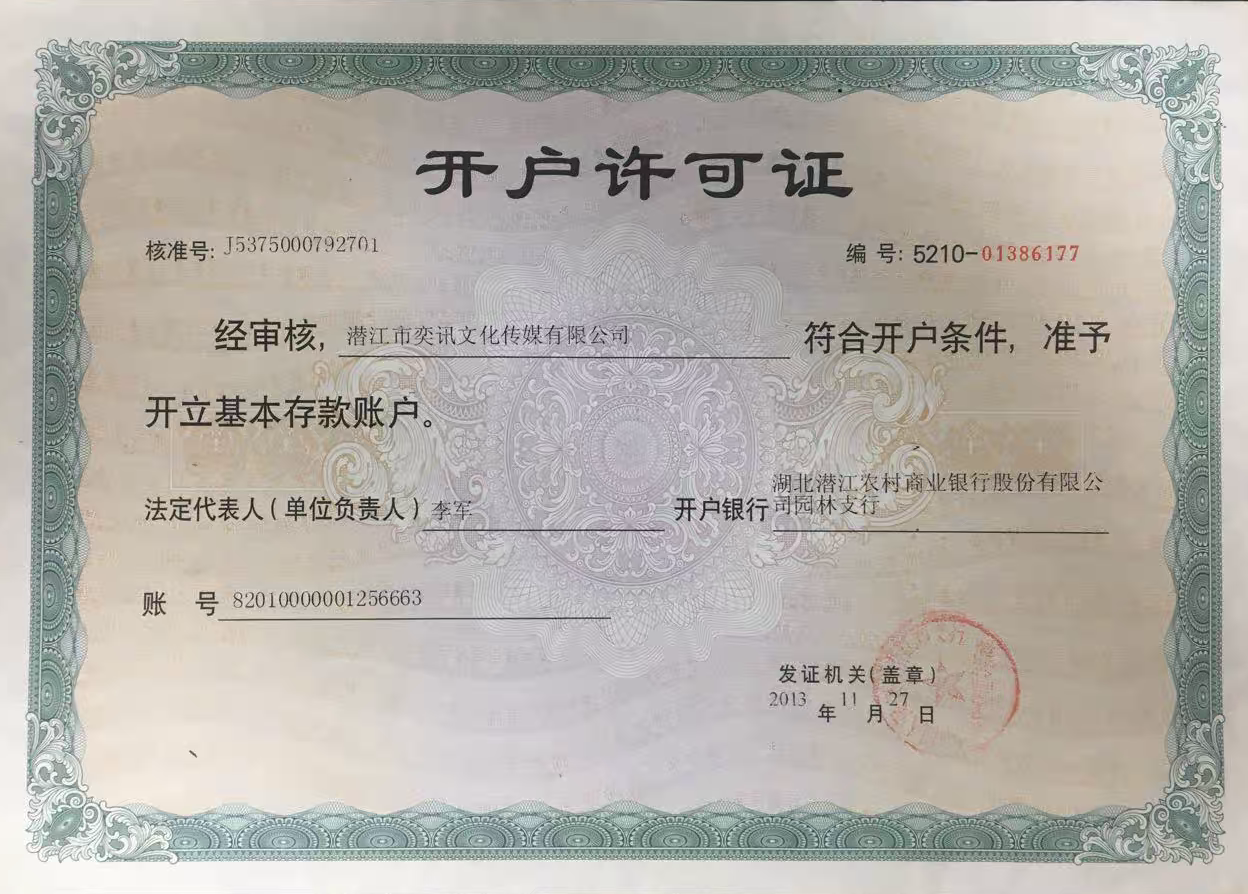 开户许可证
核准号: J5375000792701 编 号: 5210-01386177
经审核, 潜江市奕讯文化传媒有限公司 符合开户条件, 准予
开立基本存款账户。
湖北潜江农村商业银行股份有限公
法定代表人(单位负责人) 李军 开户银行 司园林支行
账 号 82010000001256663
发证机关(盖章)
2013 年 11 月 27 日